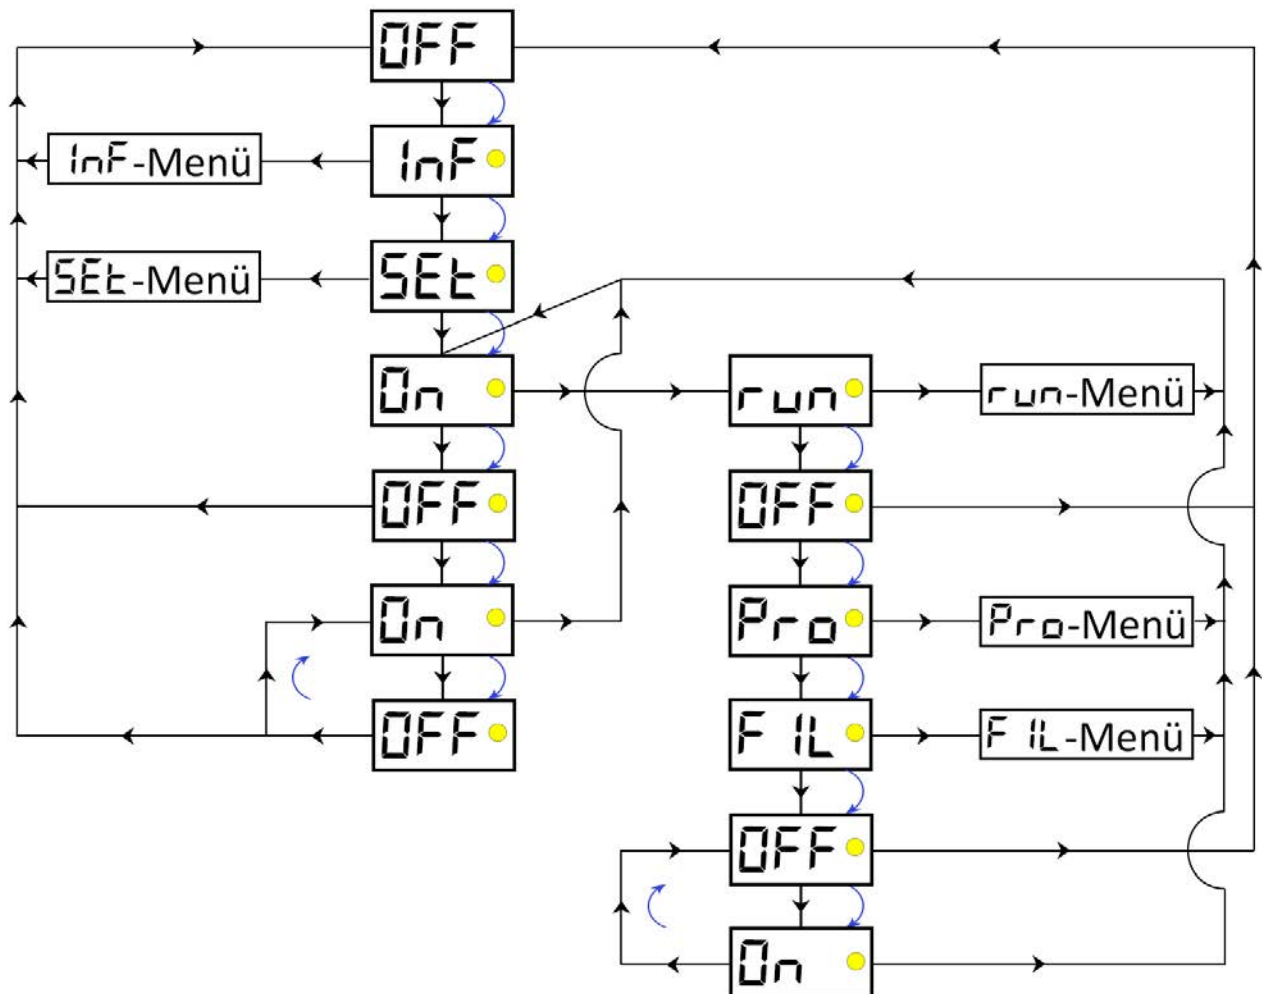 OFF
InF-Menü
InF
SEt-Menü
SEt
On
run
run-Menü
OFF
OFF
On
Pro
Pro-Menü
OFF
FIL
FIL-Menü
OFF
On